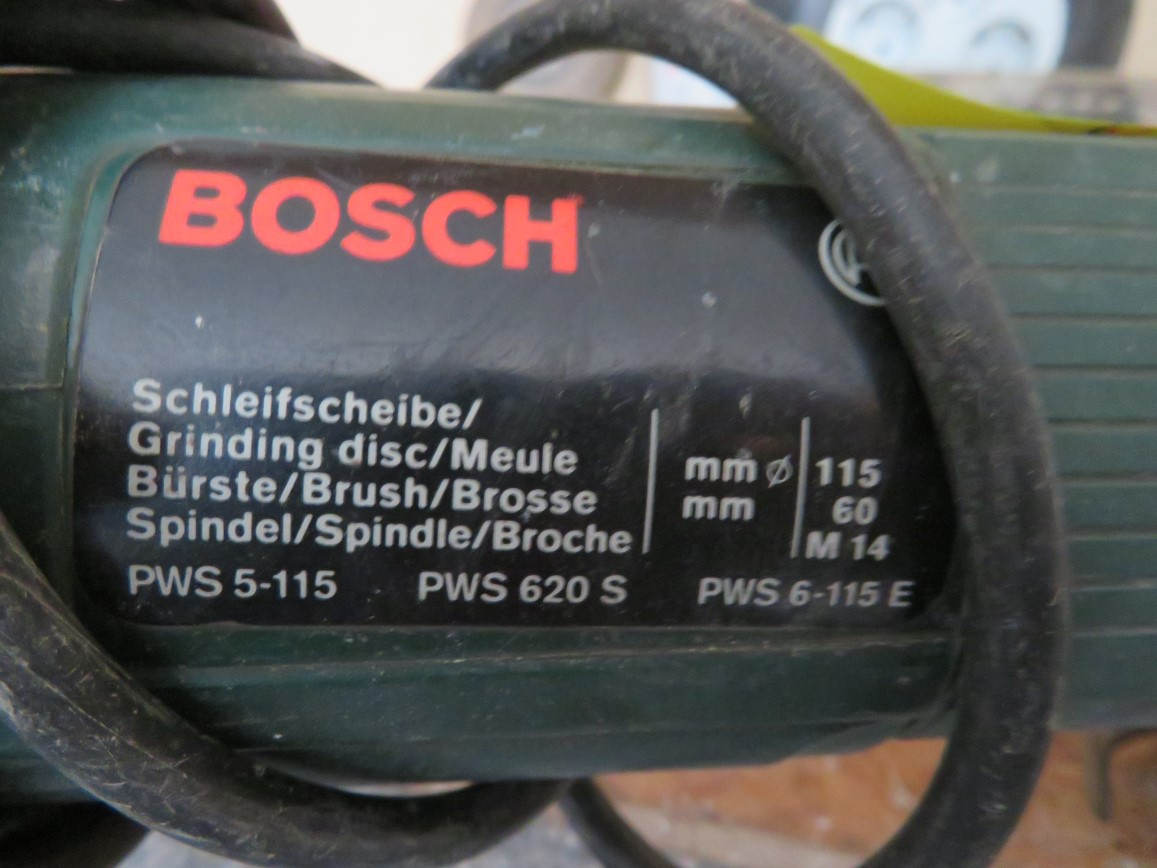 BOSCH
Schleifscheibe/
Grinding disc/Meule mm ø 115
Bürste/Brush/Brosse mm 60
Spindel/Spindle/Broche M 14
PWS 5-115 PWS 620 S PWS 6-115 E